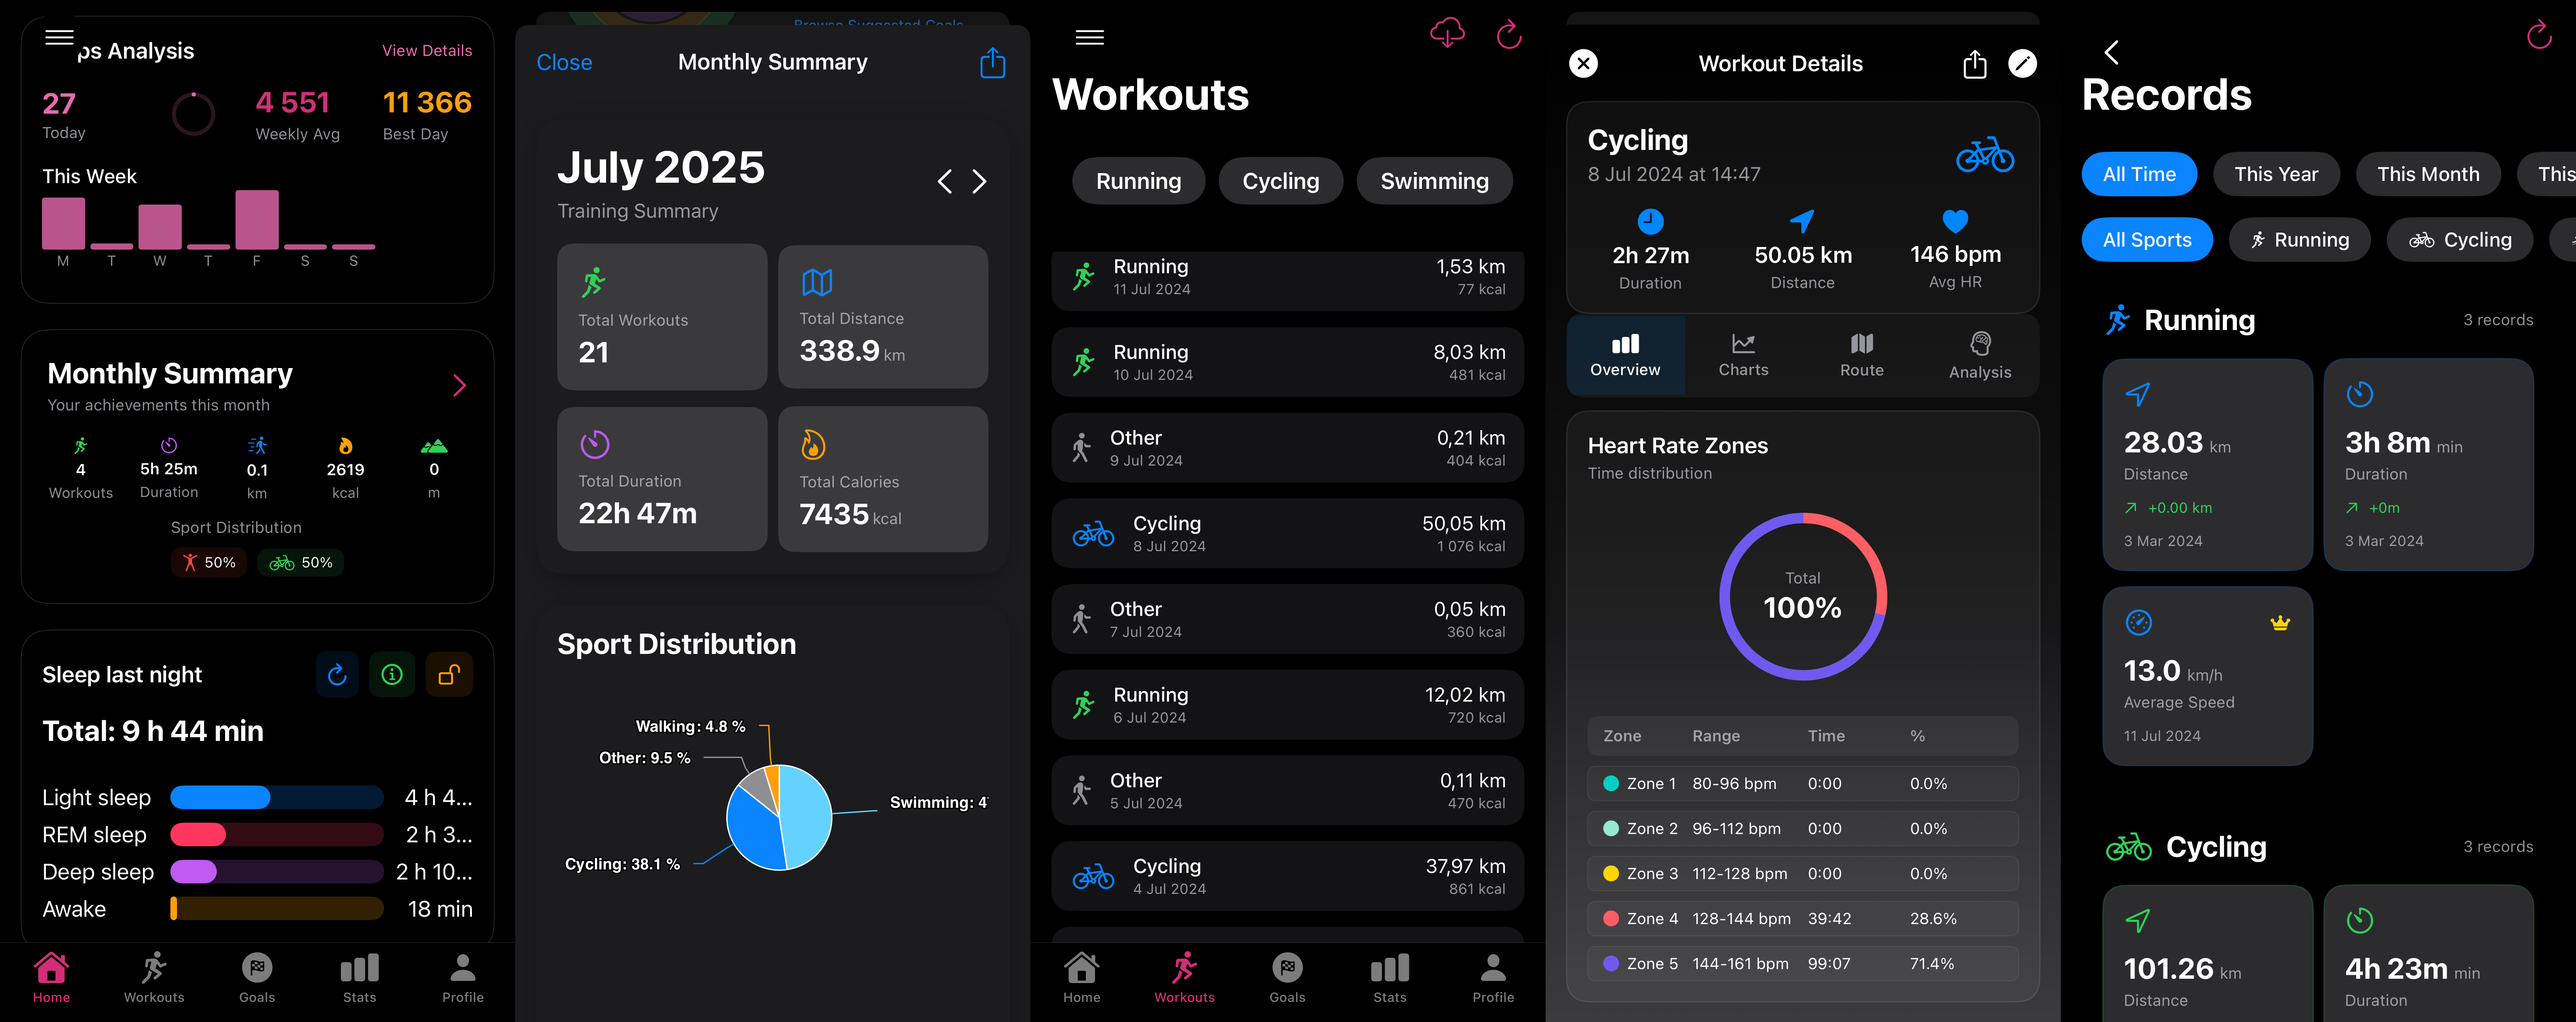 ps Analysis
View Details
27
Today
4 551
Weekly Avg
11 366
Best Day
This Week
M T W T F S S
Monthly Summary
Your achievements this month
4
Workouts
5h 25m
Duration
0.1
km
2619
kcal
0
m
Sport Distribution
50%
50%
Sleep last night
Total: 9 h 44 min
Light sleep 4 h 4...
REM sleep 2 h 3...
Deep sleep 2 h 10...
Awake 18 min
Home Workouts Goals Stats Profile
Browse Suggested Goals
Close
Monthly Summary
July 2025
Training Summary
Total Workouts
21
Total Distance
338.9 km
Total Duration
22h 47m
Total Calories
7435 kcal
Sport Distribution
Walking: 4.8 %
Other: 9.5 %
Swimming: 4
Cycling: 38.1 %
Workouts
Running Cycling Swimming
Running 1,53 km
11 Jul 2024 77 kcal
Running 8,03 km
10 Jul 2024 481 kcal
Other 0,21 km
9 Jul 2024 404 kcal
Cycling 50,05 km
8 Jul 2024 1 076 kcal
Other 0,05 km
7 Jul 2024 360 kcal
Running 12,02 km
6 Jul 2024 720 kcal
Other 0,11 km
5 Jul 2024 470 kcal
Cycling 37,97 km
4 Jul 2024 861 kcal
Home Workouts Goals Stats Profile
Workout Details
Cycling
8 Jul 2024 at 14:47
2h 27m
Duration
50.05 km
Distance
146 bpm
Avg HR
Overview Charts Route Analysis
Heart Rate Zones
Time distribution
Total
100%
Zone Range Time %
Zone 1 80-96 bpm 0:00 0.0%
Zone 2 96-112 bpm 0:00 0.0%
Zone 3 112-128 bpm 0:00 0.0%
Zone 4 128-144 bpm 39:42 28.6%
Zone 5 144-161 bpm 99:07 71.4%
Records
All Time This Year This Month This
All Sports Running Cycling
Running 3 records
28.03 km
Distance
+0.00 km
3 Mar 2024
3h 8m min
Duration
+0m
3 Mar 2024
13.0 km/h
Average Speed
11 Jul 2024
Cycling 3 records
101.26 km
Distance
4h 23m min
Duration